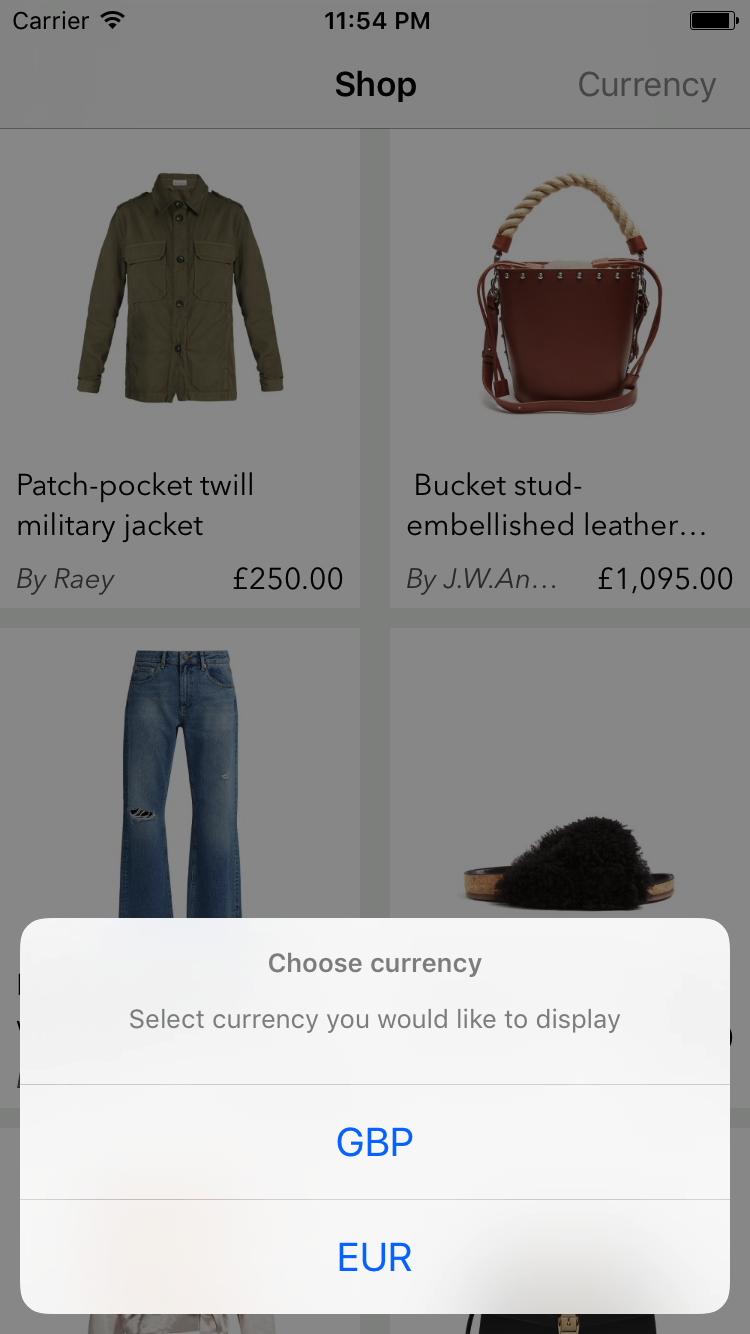 Carrier 11:54 PM
Shop Currency
Patch-pocket twill
military jacket
By Raey £250.00
Bucket stud-
embellished leather…
By J.W.An… £1,095.00
Choose currency
Select currency you would like to display
GBP
EUR